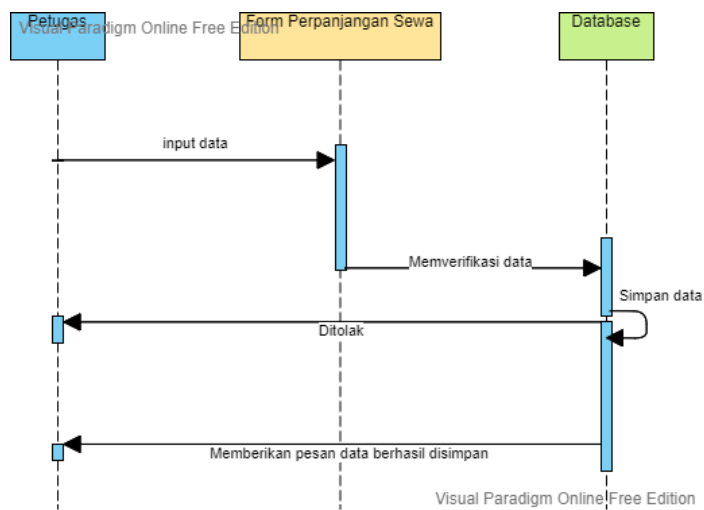 Petugas
Form Perpanjangan Sewa
Database
Visual Paradigm Online Free Edition
input data
Memverifikasi data
Simpan data
Ditolak
Memberikan pesan data berhasil disimpan
Visual Paradigm Online Free Edition